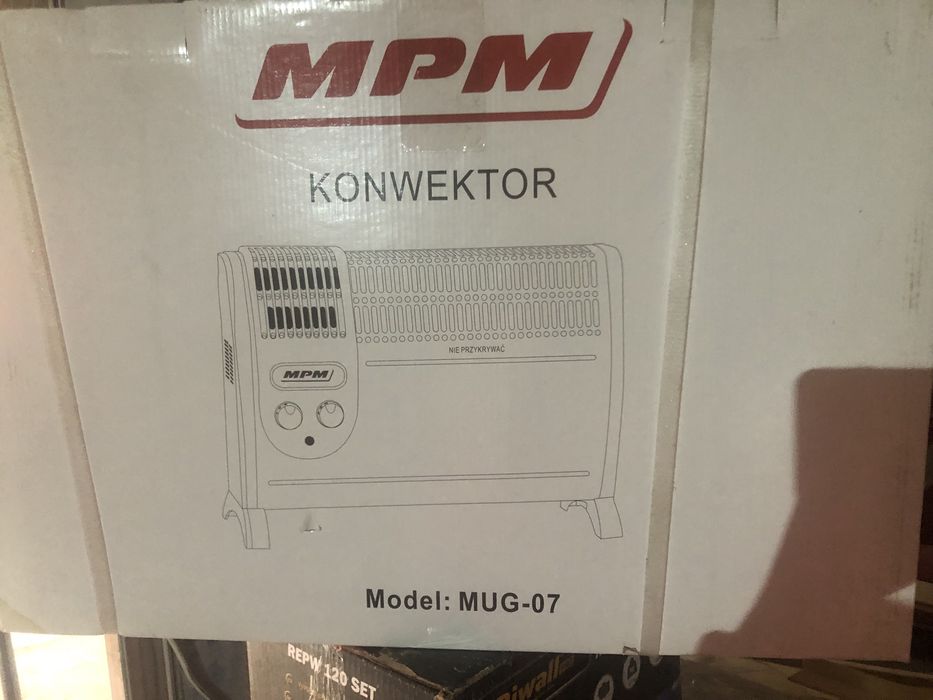 MPM
KONWEKTOR
NIE PRZYKRYWAĆ
MPM
Model: MUG-07
REPW 120 SET